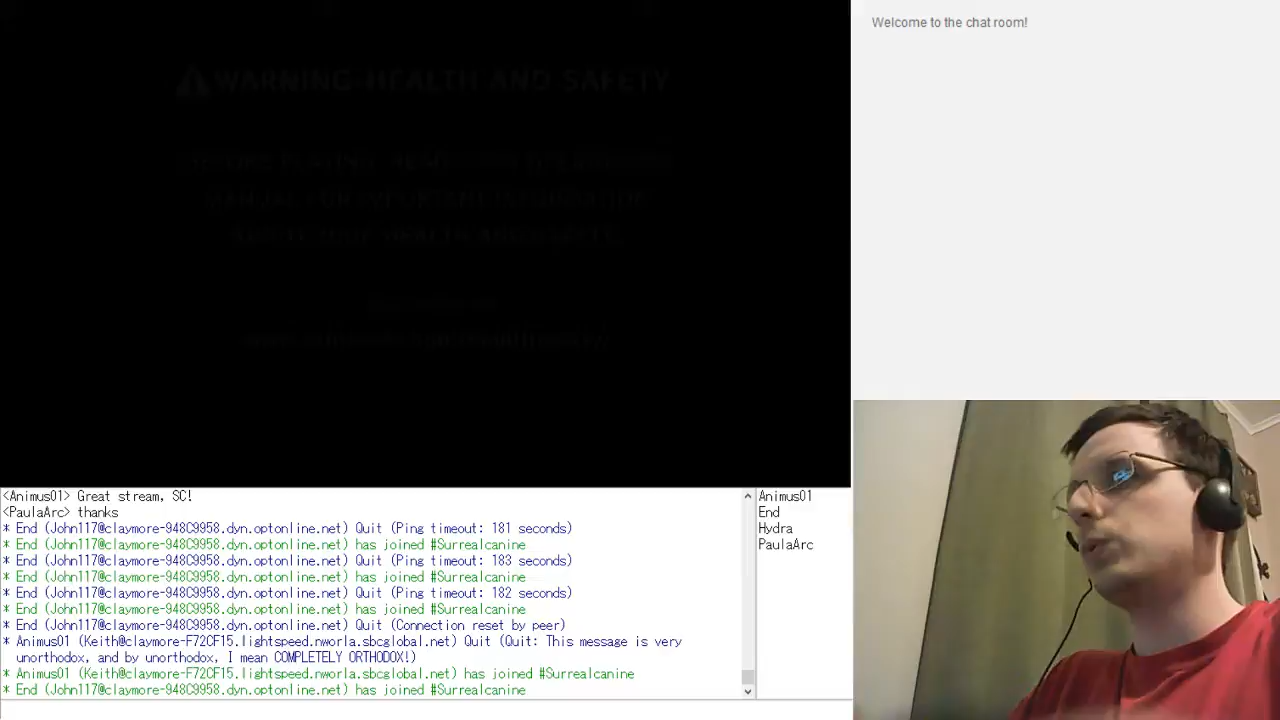 Welcome to the chat room!
WARNING-HEALTH AND SAFETY
<Animus01> Great stream, SC!
<PaulaArc> thanks
* End (John117@claymore-948C9958.dyn.optonline.net) Quit (Ping timeout: 181 seconds)
* End (John117@claymore-948C9958.dyn.optonline.net) has joined #Surrealcanine
* End (John117@claymore-948C9958.dyn.optonline.net) Quit (Ping timeout: 183 seconds)
* End (John117@claymore-948C9958.dyn.optonline.net) has joined #Surrealcanine
* End (John117@claymore-948C9958.dyn.optonline.net) Quit (Ping timeout: 182 seconds)
* End (John117@claymore-948C9958.dyn.optonline.net) has joined #Surrealcanine
* End (John117@claymore-948C9958.dyn.optonline.net) Quit (Connection reset by peer)
* Animus01 (Keith@claymore-F72CF15.lightspeed.nworla.sbcglobal.net) Quit (Quit: This message is very
unorthodox, and by unorthodox, I mean COMPLETELY ORTHODOX!)
* Animus01 (Keith@claymore-F72CF15.lightspeed.nworla.sbcglobal.net) has joined #Surrealcanine
* End (John117@claymore-948C9958.dyn.optonline.net) has joined #Surrealcanine
Animus01
End
Hydra
PaulaArc